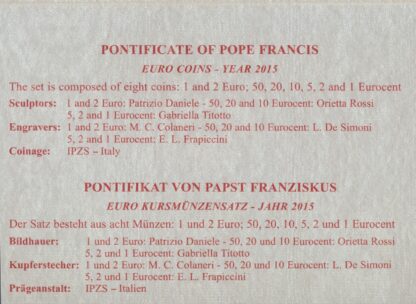 PONTIFICATE OF POPE FRANCIS
EURO COINS - YEAR 2015
The set is composed of eight coins: 1 and 2 Euro; 50, 20, 10, 5, 2 and 1 Eurocent
Sculptors: 1 and 2 Euro: Patrizio Daniele - 50, 20 and 10 Eurocent: Orietta Rossi
5, 2 and 1 Eurocent: Gabriella Titotto
Engravers: 1 and 2 Euro: M. C. Colaneri - 50, 20 and 10 Eurocent: L. De Simoni
5, 2 and 1 Eurocent: E. L. Frapiccini
Coinage: IPZS – Italy
PONTIFIKAT VON PAPST FRANZISKUS
EURO KURSMÜNZENSATZ - JAHR 2015
Der Satz besteht aus acht Münzen: 1 und 2 Euro; 50, 20, 10, 5, 2 und 1 Eurocent
Bildhauer: 1 und 2 Euro: Patrizio Daniele - 50, 20 und 10 Eurocent: Orietta Rossi
5, 2 und 1 Eurocent: Gabriella Titotto
Kupferstecher: 1 und 2 Euro: M. C. Colaneri - 50, 20 und 10 Eurocent: L. De Simoni
5, 2 und 1 Eurocent: E. L. Frapiccini
Prägeanstalt: IPZS – Italien